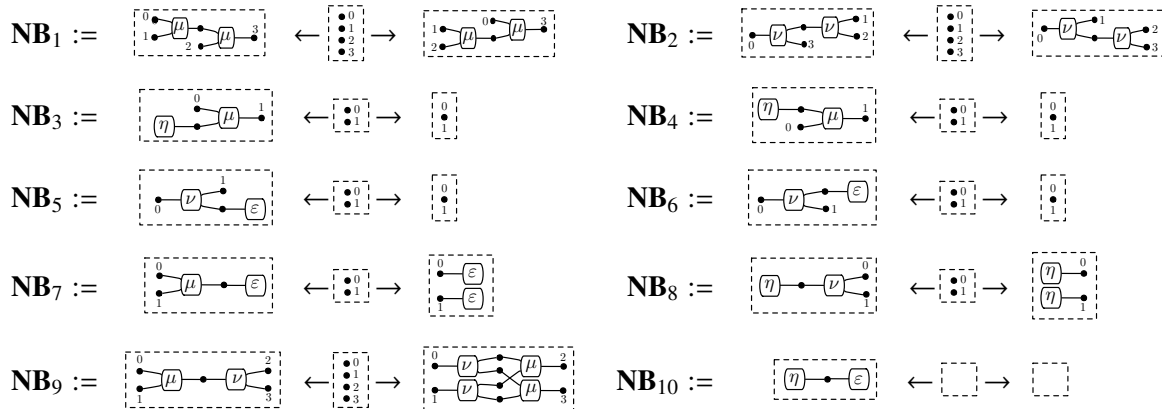 NB₁ := 0 1 μ 2 μ 3 ← 0 1 2 3 → 1 2 μ 0 μ 3 NB₂ := 0 ν 3 ν 1 2 ← 0 1 2 3 → 0 ν 1 ν 2 3
NB₃ := η 0 μ 1 ← 0 1 → 0 1 NB₄ := η 0 μ 1 ← 0 1 → 0 1
NB₅ := 0 ν 1 ε ← 0 1 → 0 1 NB₆ := 0 ν 1 ε ← 0 1 → 0 1
NB₇ := 0 1 μ ε ← 0 1 → 0 ε 1 ε NB₈ := η ν 0 1 ← 0 1 → η 0 η 1
NB₉ := 0 1 μ ν 2 3 ← 0 1 2 3 → 0 ν μ 2 1 ν μ 3 NB₁₀ := η ε ← →